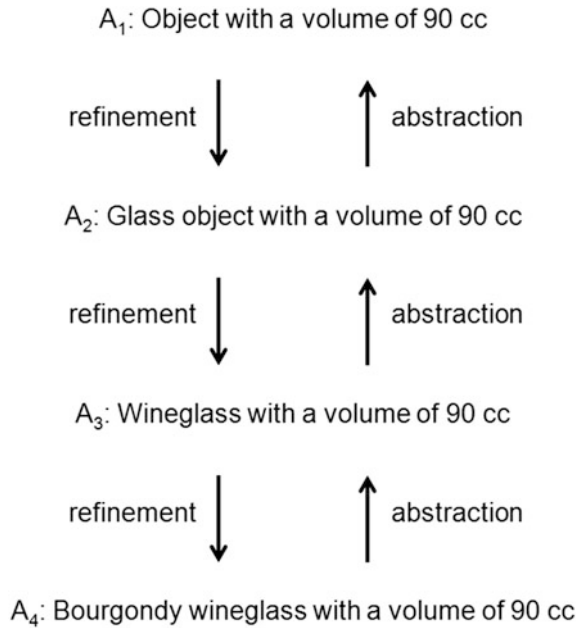 A₁: Object with a volume of 90 cc
refinement abstraction
A₂: Glass object with a volume of 90 cc
refinement abstraction
A₃: Wineglass with a volume of 90 cc
refinement abstraction
A₄: Bourgondy wineglass with a volume of 90 cc